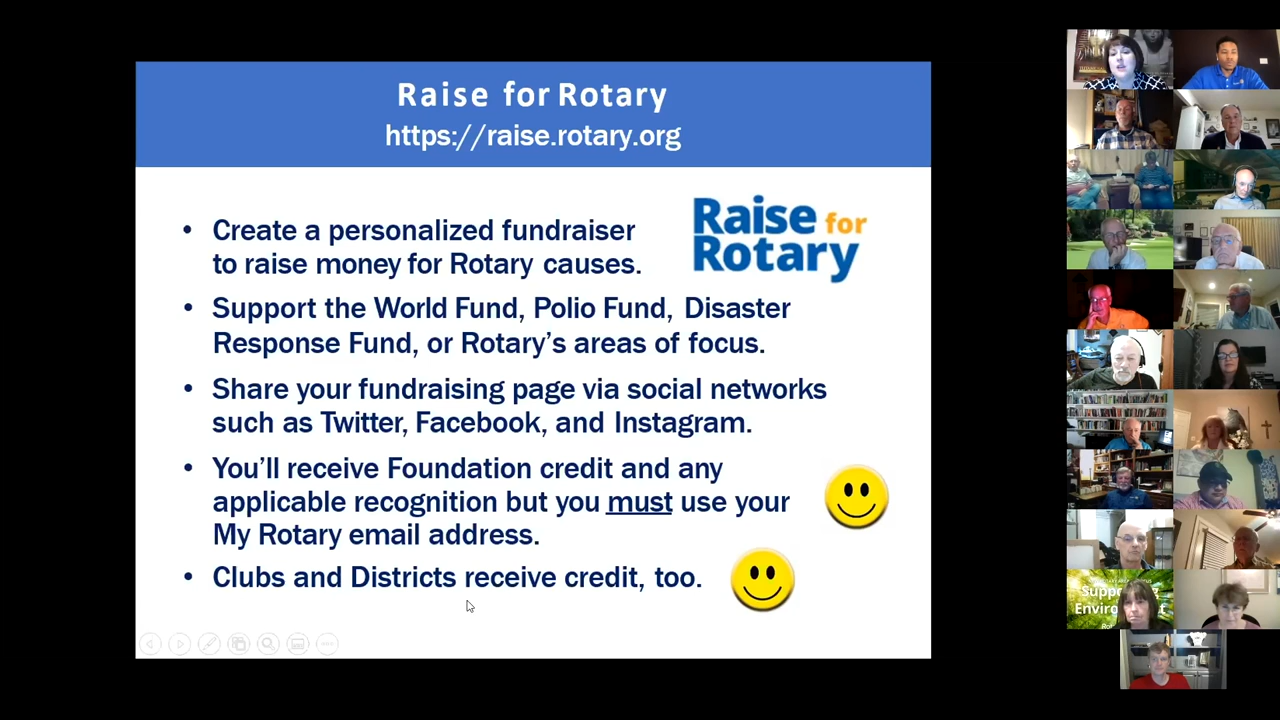 Raise for Rotary
https://raise.rotary.org
Raise for
Rotary
• Create a personalized fundraiser
to raise money for Rotary causes.
• Support the World Fund, Polio Fund, Disaster
Response Fund, or Rotary’s areas of focus.
• Share your fundraising page via social networks
such as Twitter, Facebook, and Instagram.
• You’ll receive Foundation credit and any
applicable recognition but you must use your
My Rotary email address.
• Clubs and Districts receive credit, too.